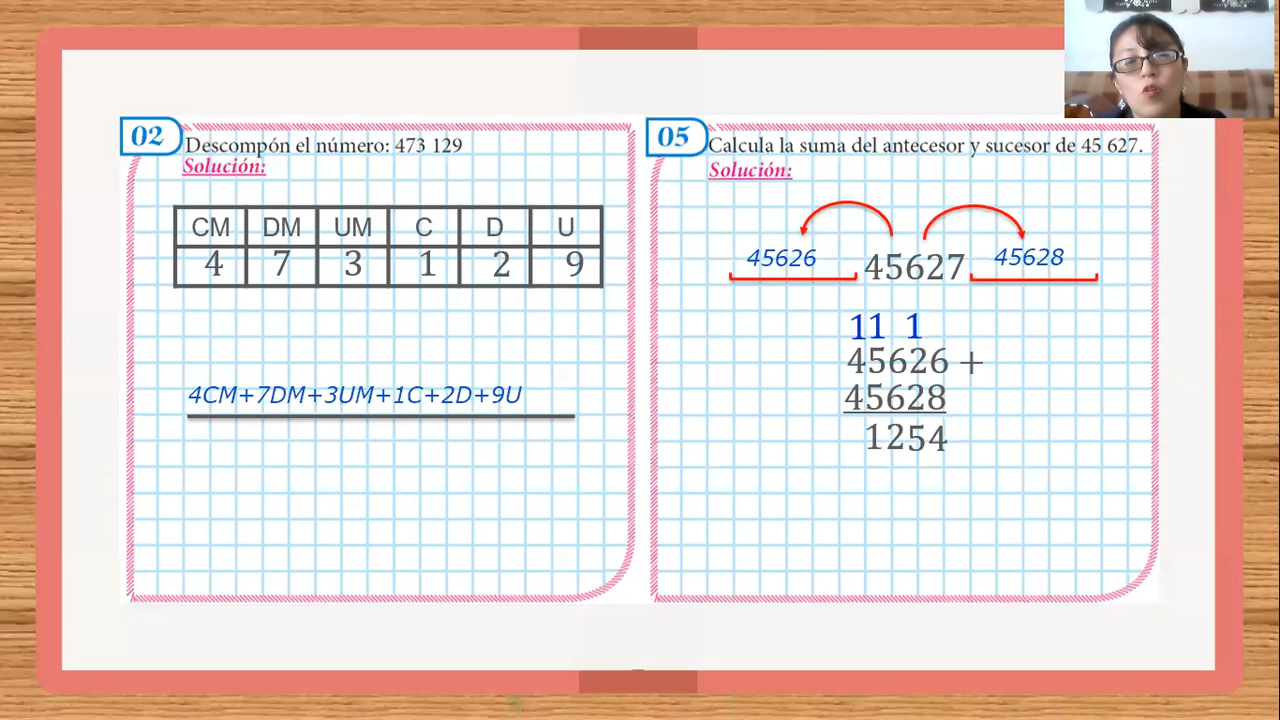 02
Descompón el número: 473 129
Solución:
CM DM UM C D U
4 7 3 1 2 9
4CM+7DM+3UM+1C+2D+9U
05
Calcula la suma del antecesor y sucesor de 45 627.
Solución:
45626 45627 45628
11 1
45626 +
45628
1254